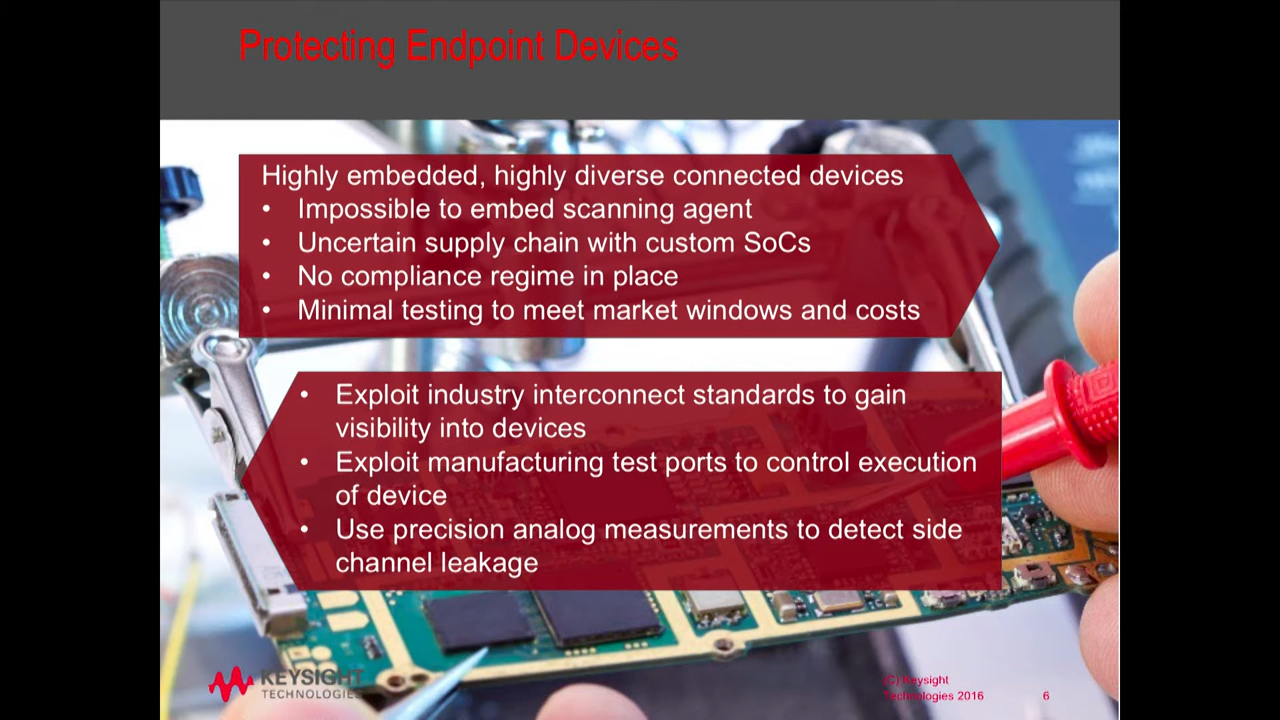 Protecting Endpoint Devices
Highly embedded, highly diverse connected devices
• Impossible to embed scanning agent
• Uncertain supply chain with custom SoCs
• No compliance regime in place
• Minimal testing to meet market windows and costs
• Exploit industry interconnect standards to gain
visibility into devices
• Exploit manufacturing test ports to control execution
of device
• Use precision analog measurements to detect side
channel leakage
KEYSIGHT
TECHNOLOGIES
(C) Keysight
Technologies 2016
6